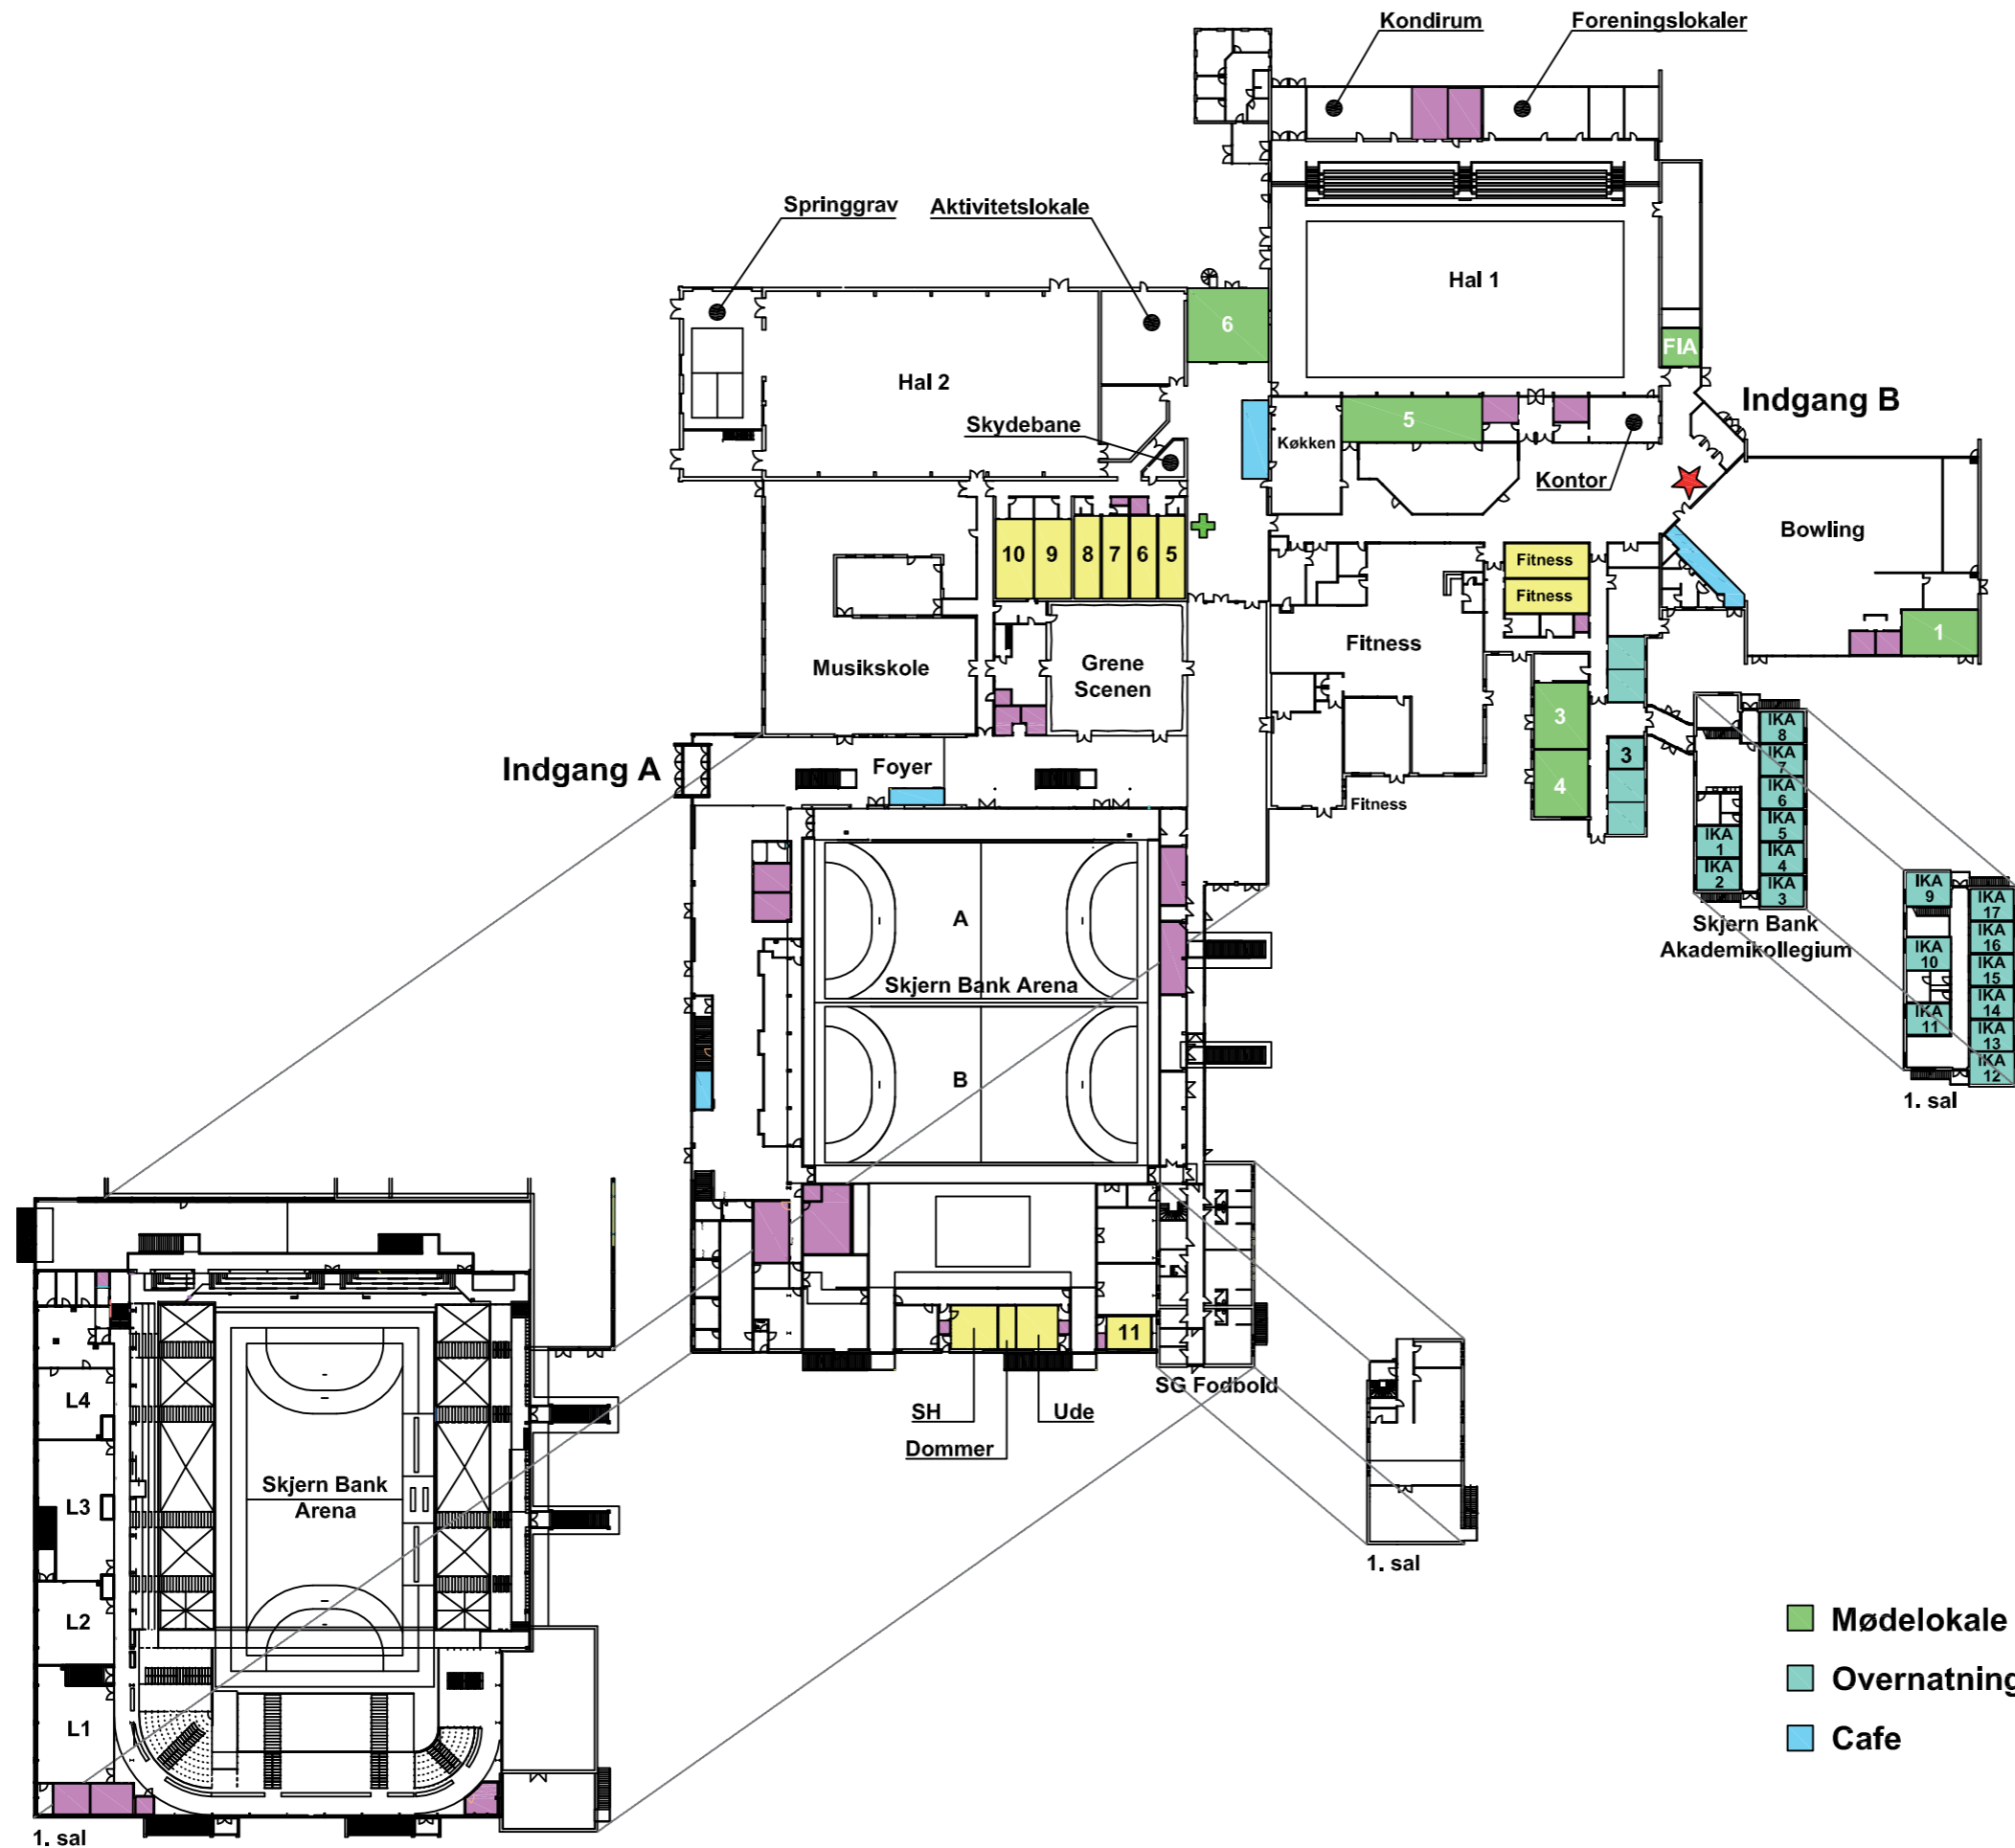 Kondirum
Foreningslokaler
Springgrav
Aktivitetslokale
Hal 1
6
FIA
Hal 2
Indgang B
5
Skydebane
Køkken
Kontor
Bowling
10
9
8
7
6
5
Fitness
Fitness
1
Fitness
Musikskole
Grene
Scenen
3
4
3
Indgang A
Foyer
Fitness
IKA
8
IKA
7
IKA
6
IKA
5
IKA
4
IKA
3
IKA
1
IKA
2
Skjern Bank
Akademikollegium
IKA
9
IKA
10
IKA
11
IKA
17
IKA
16
IKA
15
IKA
14
IKA
13
IKA
12
1. sal
A
Skjern Bank Arena
B
11
SG Fodbold
SH
Dommer
Ude
1. sal
L4
L3
L2
L1
Skjern Bank
Arena
1. sal
Mødelokale
Overnatning
Cafe